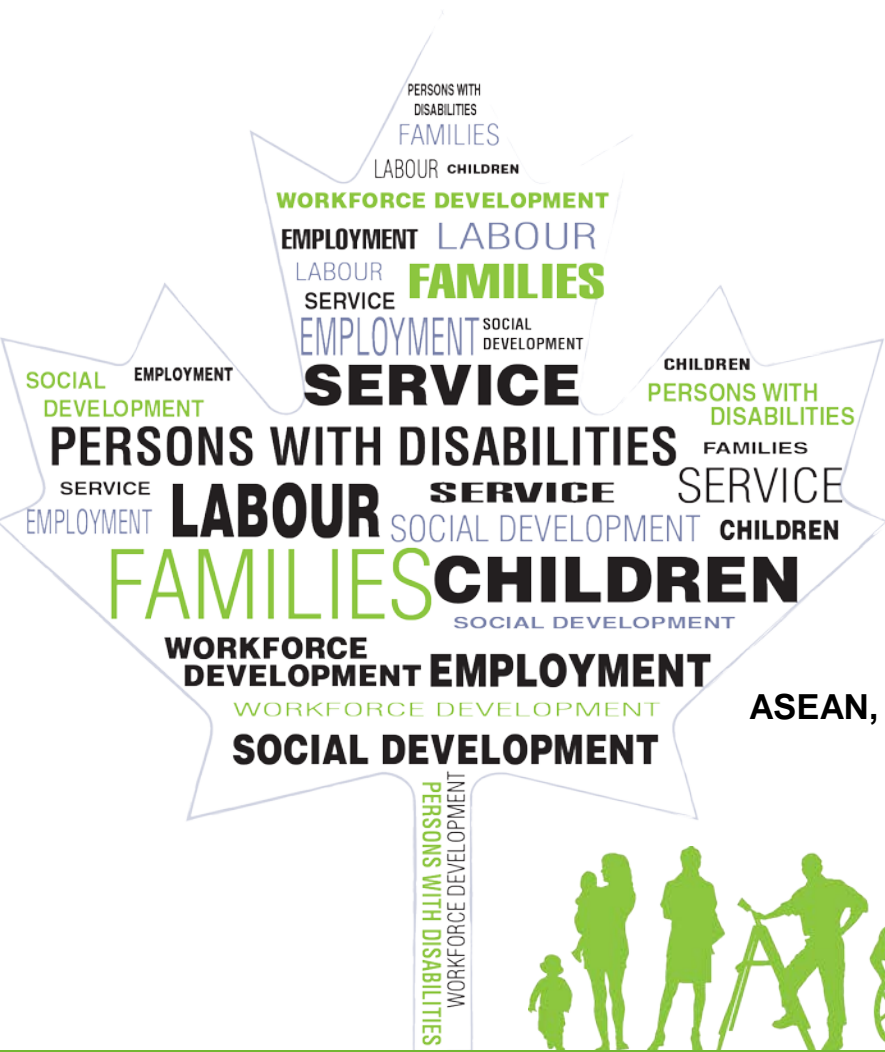 PERSONS WITH
DISABILITIES
FAMILIES
LABOUR CHILDREN
WORKFORCE DEVELOPMENT
EMPLOYMENT LABOUR
LABOUR FAMILIES
SERVICE
EMPLOYMENT SOCIAL
DEVELOPMENT
SERVICE
SOCIAL
DEVELOPMENT
EMPLOYMENT
CHILDREN
PERSONS WITH
DISABILITIES
PERSONS WITH DISABILITIES FAMILIES
SERVICE LABOUR SERVICE SERVICE
EMPLOYMENT SOCIAL DEVELOPMENT CHILDREN
FAMILIES CHILDREN
SOCIAL DEVELOPMENT
WORKFORCE
DEVELOPMENT EMPLOYMENT
WORKFORCE DEVELOPMENT
ASEAN,
SOCIAL DEVELOPMENT
PERSONS WITH DISABILITIES
WORKFORCE DEVELOPMENT